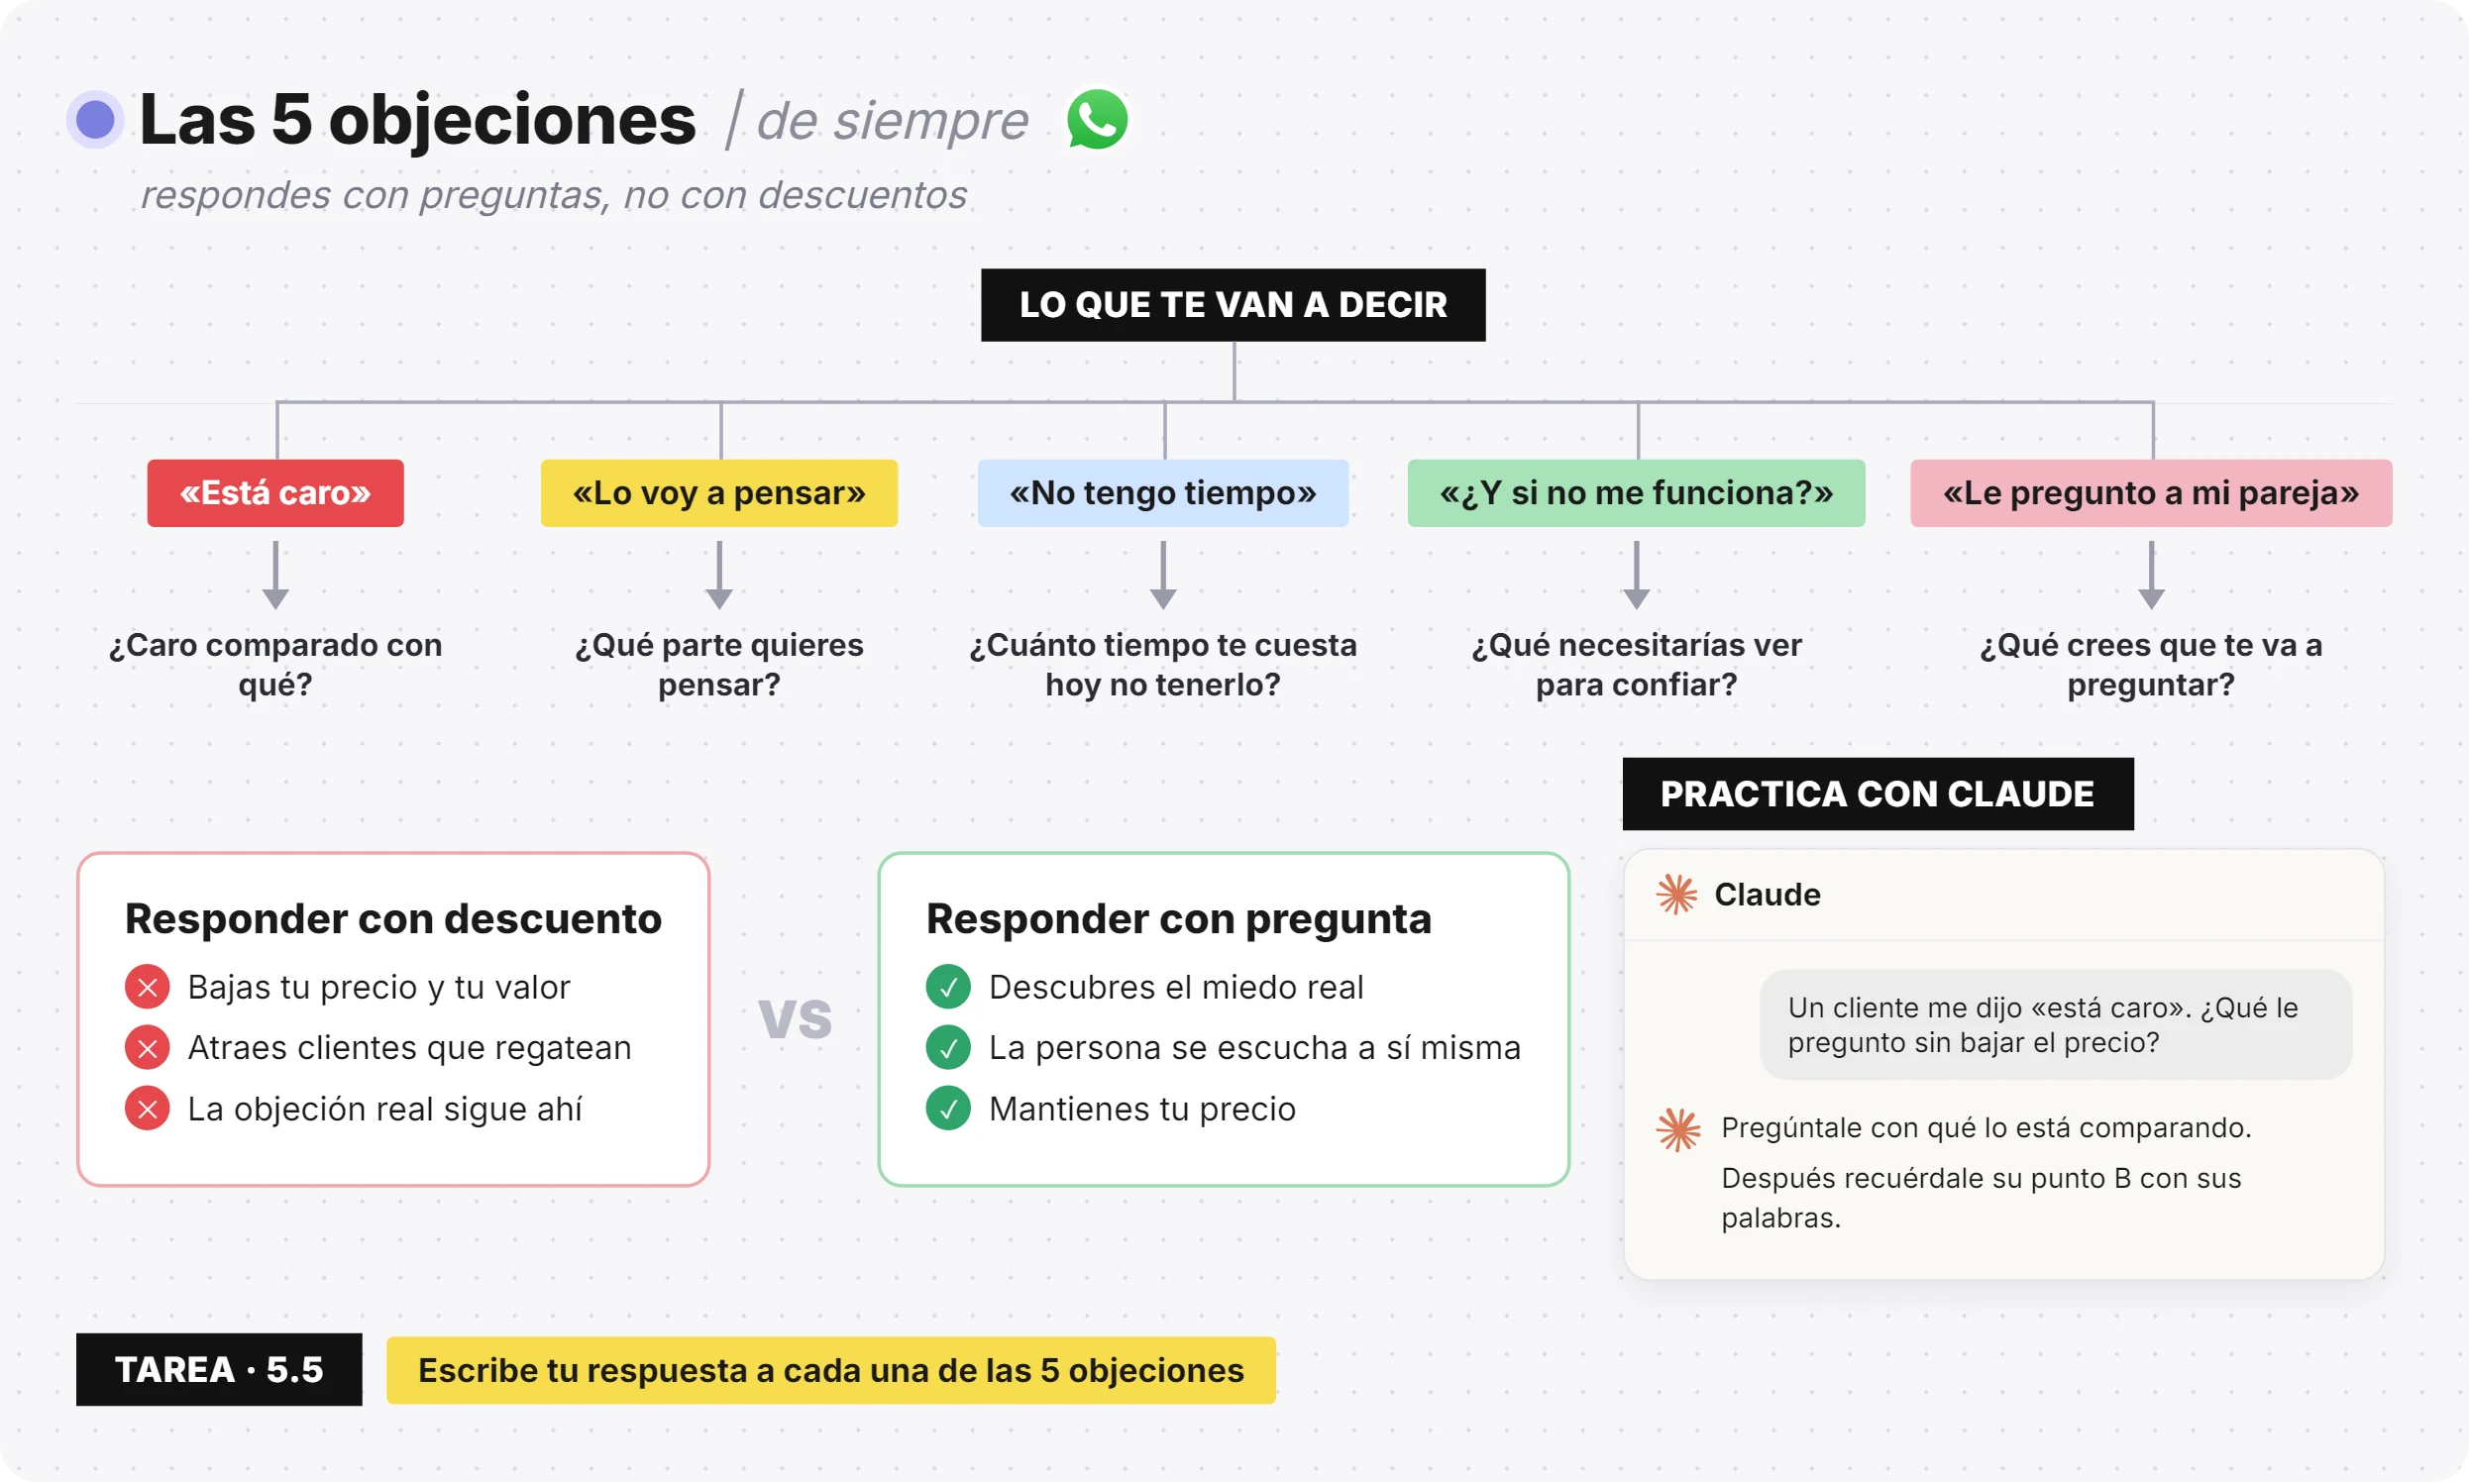 Las 5 objeciones | de siempre
respondes con preguntas, no con descuentos
LO QUE TE VAN A DECIR
«Está caro»
«Lo voy a pensar»
«No tengo tiempo»
«¿Y si no me funciona?»
«Le pregunto a mi pareja»
¿Caro comparado con
qué?
¿Qué parte quieres
pensar?
¿Cuánto tiempo te cuesta
hoy no tenerlo?
¿Qué necesitarías ver
para confiar?
¿Qué crees que te va a
preguntar?
Responder con descuento
Bajas tu precio y tu valor
Atraes clientes que regatean
La objeción real sigue ahí
vs
Responder con pregunta
Descubres el miedo real
La persona se escucha a sí misma
Mantienes tu precio
PRACTICA CON CLAUDE
Claude
Un cliente me dijo «está caro». ¿Qué le
pregunto sin bajar el precio?
Pregúntale con qué lo está comparando.
Después recuérdale su punto B con sus
palabras.
TAREA · 5.5
Escribe tu respuesta a cada una de las 5 objeciones